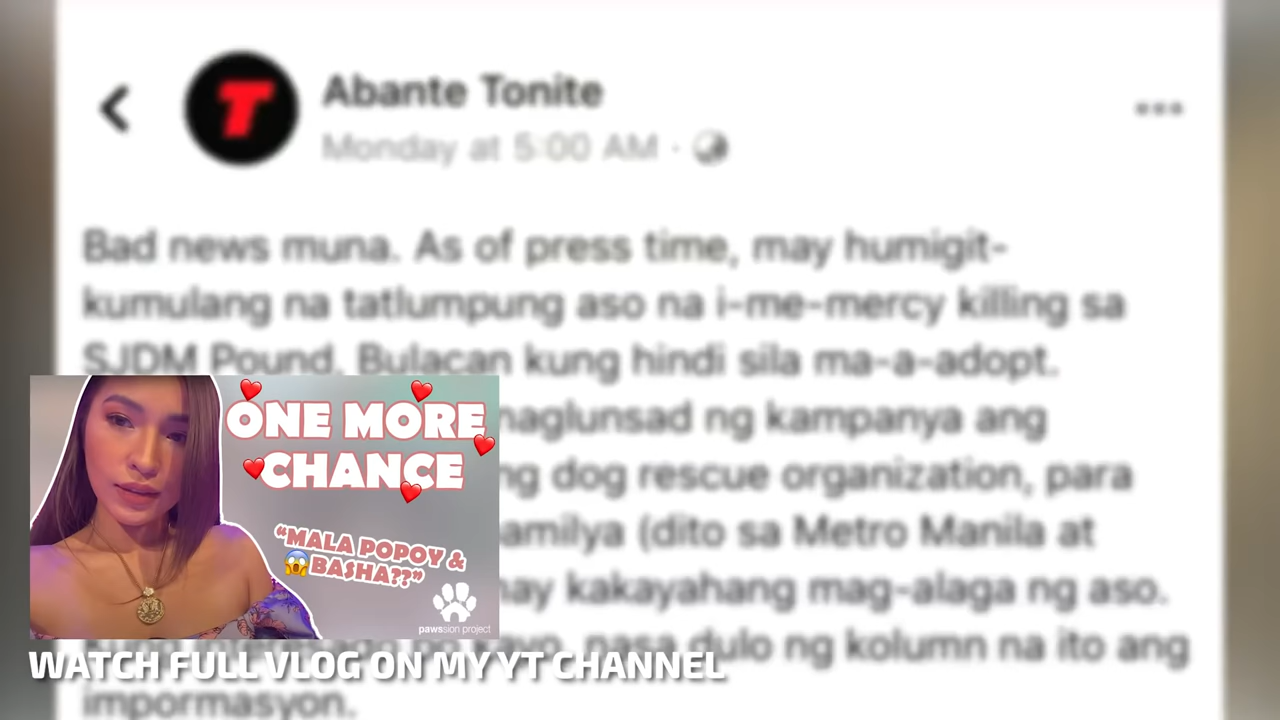 T
Abante Tonite
Monday at 5:00 AM ·
Bad news muna. As of press time, may humigit-
kumulang na tatlumpung aso na i-me-mercy killing sa
SJDM Pound, Bulacan kung hindi sila ma-a-adopt.
naglunsad ng kampanya ang
dog rescue organization, para
(dito sa Metro Manila at
kakayahang mag-alaga ng aso.
nasa dulo ng kolumn na ito ang
impormasyon.
ONE MORE
CHANCE
“MALA POPOY &
BASHA??”
pawssion project
WATCH FULL VLOG ON MY YT CHANNEL